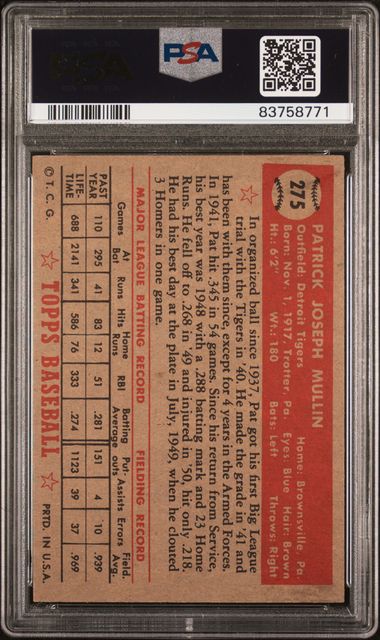 PSA
83758771
275
PATRICK JOSEPH MULLIN
Outfield: Detroit Tigers Home: Brownsville, Pa.
Born: Nov. 1, 1917, Trotter, Pa. Eyes: Blue Hair: Brown
Ht.: 6'2" Wt.: 180 Bats: Left Throws: Right
In organized ball since 1937, Pat got his first Big League
trial with the Tigers in '40. He made the grade in '41 and
has been with them since, except for 4 years in the Armed Forces.
In 1941, Pat hit .345 in 54 games. Since his return from Service,
his best year was 1948 with a .288 batting mark and 23 Home
Runs. He fell off to .268 in '49 and injured in '50, hit only .218.
He had his best day at the plate in July, 1949, when he clouted
3 Homers in one game.
MAJOR LEAGUE BATTING RECORD FIELDING RECORD
Games At Bat Runs Hits Home Runs RBI Batting Average Put-outs Assists Errors Field. Avg.
PAST YEAR 110 295 41 83 12 51 .281 151 4 10 .939
LIFE-TIME 688 2141 341 586 76 333 .274 1123 39 37 .969
© T. C. G. TOPPS BASEBALL PRTD. IN U.S.A.